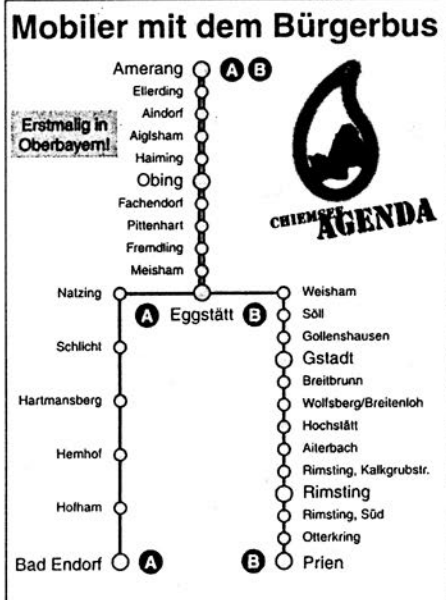 Mobiler mit dem Bürgerbus
Amerang A B
Ellerding
Erstmalig in
Oberbayern!
Aindorf
Aiglsham
Haiming
Obing
Fachendorf
Pittenhart
Fremdling
Meisham
CHIEMSEE
AGENDA
Natzing
A Eggstätt B
Weisham
Schlicht
Hartmansberg
Hemhof
Hofham
Bad Endorf A
Söll
Gollenshausen
Gstadt
Breitbrunn
Wolfsberg/Breitenloh
Hochstätt
Aiterbach
Rimsting, Kalkgrubstr.
Rimsting
Rimsting, Süd
Otterkring
B Prien